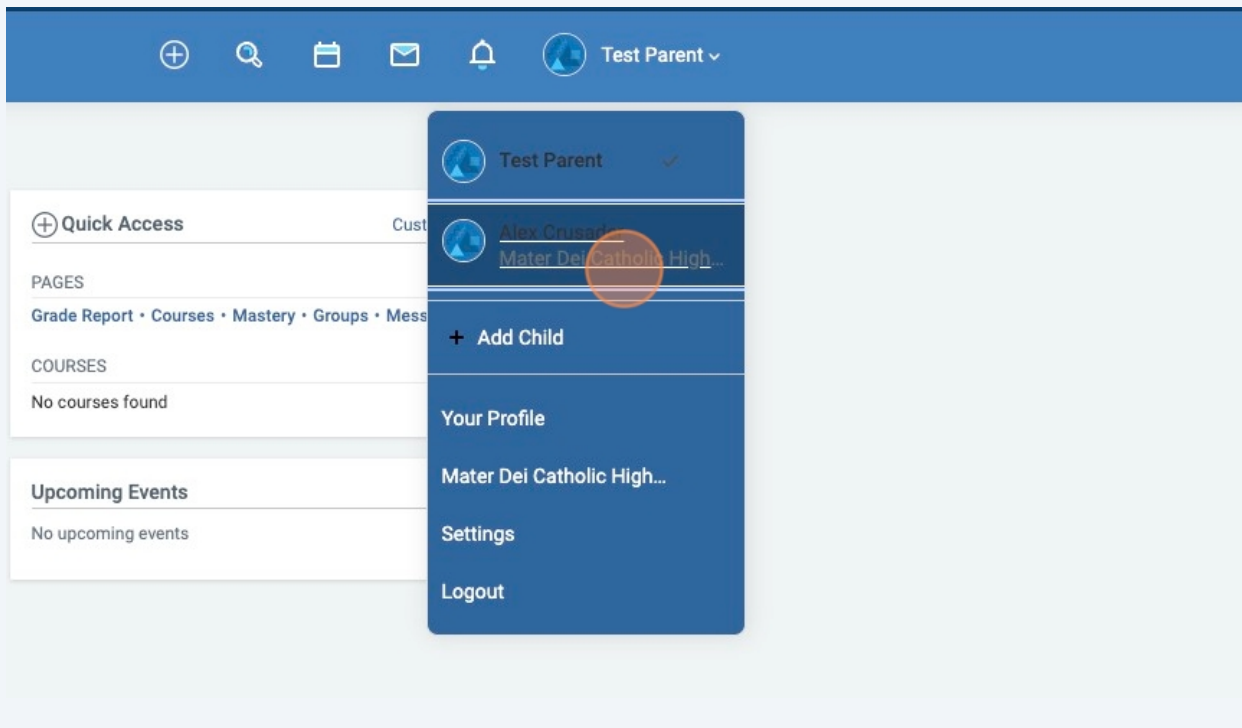 Test Parent
Test Parent
Alex Crusader
Mater Dei Catholic High...
Add Child
Your Profile
Mater Dei Catholic High...
Settings
Logout
Quick Access
Cust
PAGES
Grade Report • Courses • Mastery • Groups • Mess
COURSES
No courses found
Upcoming Events
No upcoming events